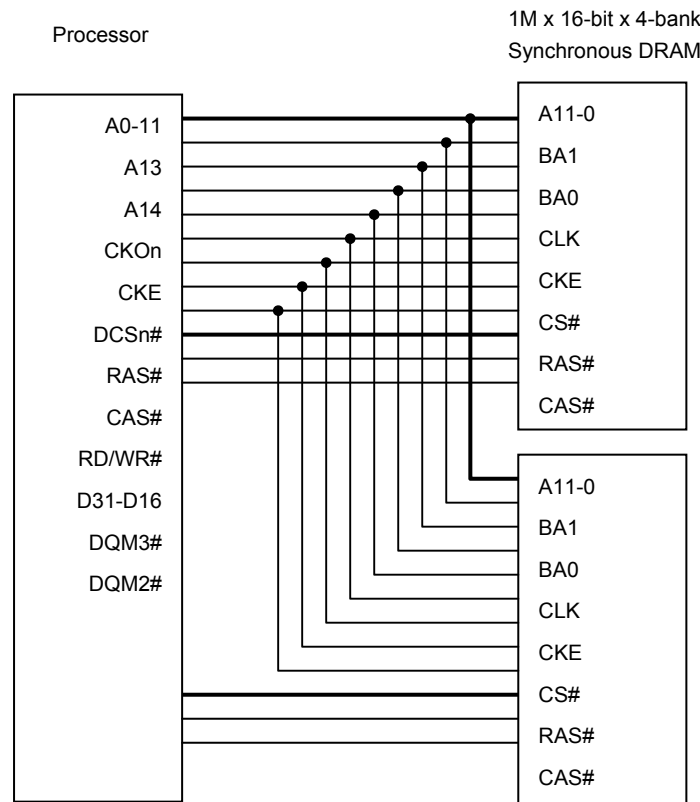 Processor
1M x 16-bit x 4-bank
Synchronous DRAM
A0-11
A13
A14
CKOn
CKE
DCSn#
RAS#
CAS#
RD/WR#
D31-D16
DQM3#
DQM2#
A11-0
BA1
BA0
CLK
CKE
CS#
RAS#
CAS#
A11-0
BA1
BA0
CLK
CKE
CS#
RAS#
CAS#